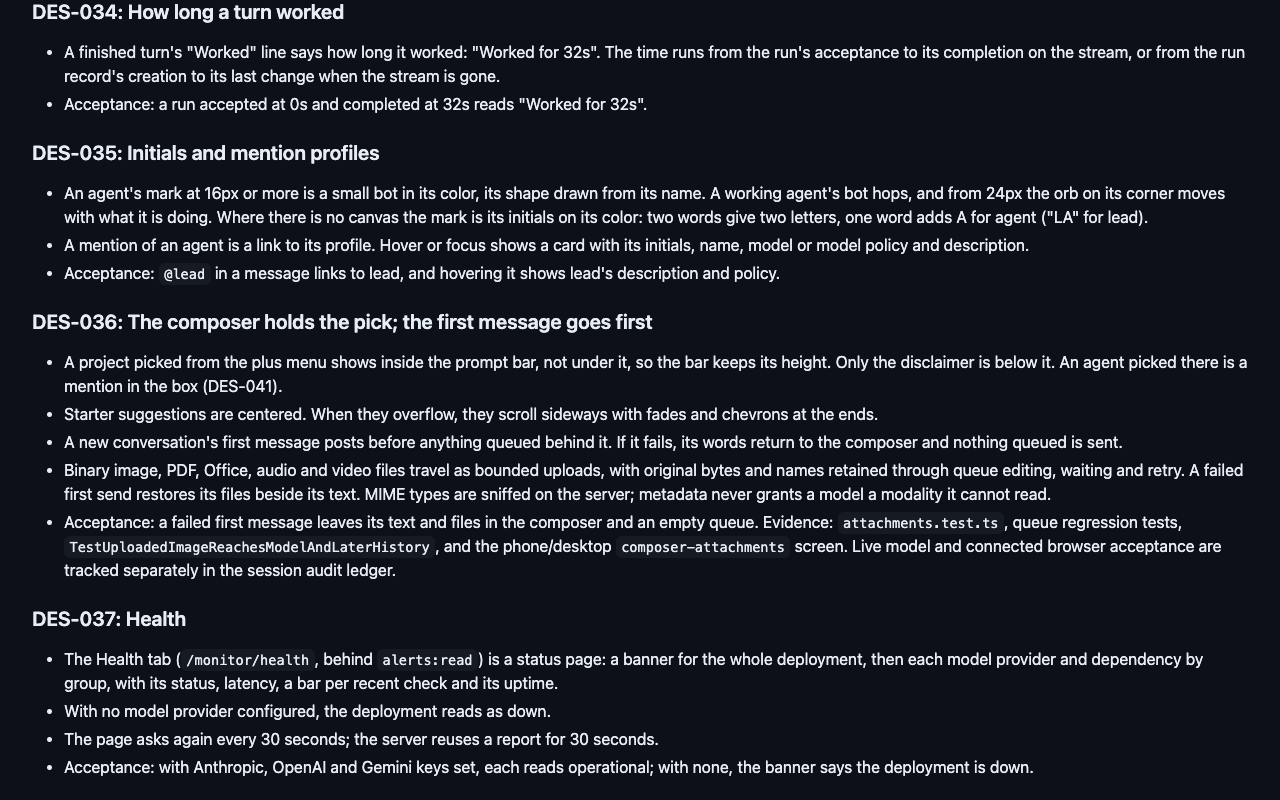 DES-034: How long a turn worked
• A finished turn's "Worked" line says how long it worked: "Worked for 32s". The time runs from the run's acceptance to its completion on the stream, or from the run
record's creation to its last change when the stream is gone.
• Acceptance: a run accepted at 0s and completed at 32s reads "Worked for 32s".
DES-035: Initials and mention profiles
• An agent's mark at 16px or more is a small bot in its color, its shape drawn from its name. A working agent's bot hops, and from 24px the orb on its corner moves
with what it is doing. Where there is no canvas the mark is its initials on its color: two words give two letters, one word adds A for agent ("LA" for lead).
• A mention of an agent is a link to its profile. Hover or focus shows a card with its initials, name, model or model policy and description.
• Acceptance: @lead in a message links to lead, and hovering it shows lead's description and policy.
DES-036: The composer holds the pick; the first message goes first
• A project picked from the plus menu shows inside the prompt bar, not under it, so the bar keeps its height. Only the disclaimer is below it. An agent picked there is a
mention in the box (DES-041).
• Starter suggestions are centered. When they overflow, they scroll sideways with fades and chevrons at the ends.
• A new conversation's first message posts before anything queued behind it. If it fails, its words return to the composer and nothing queued is sent.
• Binary image, PDF, Office, audio and video files travel as bounded uploads, with original bytes and names retained through queue editing, waiting and retry. A failed
first send restores its files beside its text. MIME types are sniffed on the server; metadata never grants a model a modality it cannot read.
• Acceptance: a failed first message leaves its text and files in the composer and an empty queue. Evidence: attachments.test.ts, queue regression tests,
TestUploadedImageReachesModelAndLaterHistory, and the phone/desktop composer-attachments screen. Live model and connected browser acceptance are
tracked separately in the session audit ledger.
DES-037: Health
• The Health tab (/monitor/health, behind alerts:read) is a status page: a banner for the whole deployment, then each model provider and dependency by
group, with its status, latency, a bar per recent check and its uptime.
• With no model provider configured, the deployment reads as down.
• The page asks again every 30 seconds; the server reuses a report for 30 seconds.
• Acceptance: with Anthropic, OpenAI and Gemini keys set, each reads operational; with none, the banner says the deployment is down.